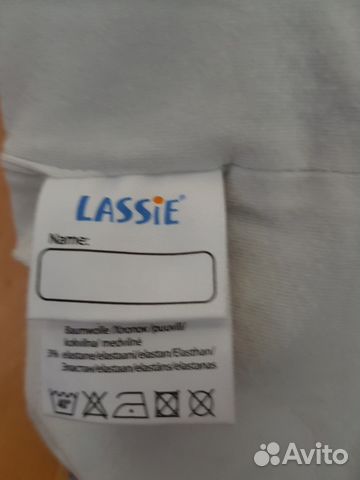 LASSiE®
Name:
Baumwolle / Хлопок / puuvill/
kokvilna/ medvilnė
3% elastane/elastaani/elastan/Elasthan/
Эластан/elastaan/elastāns/elastanas
40°
Avito